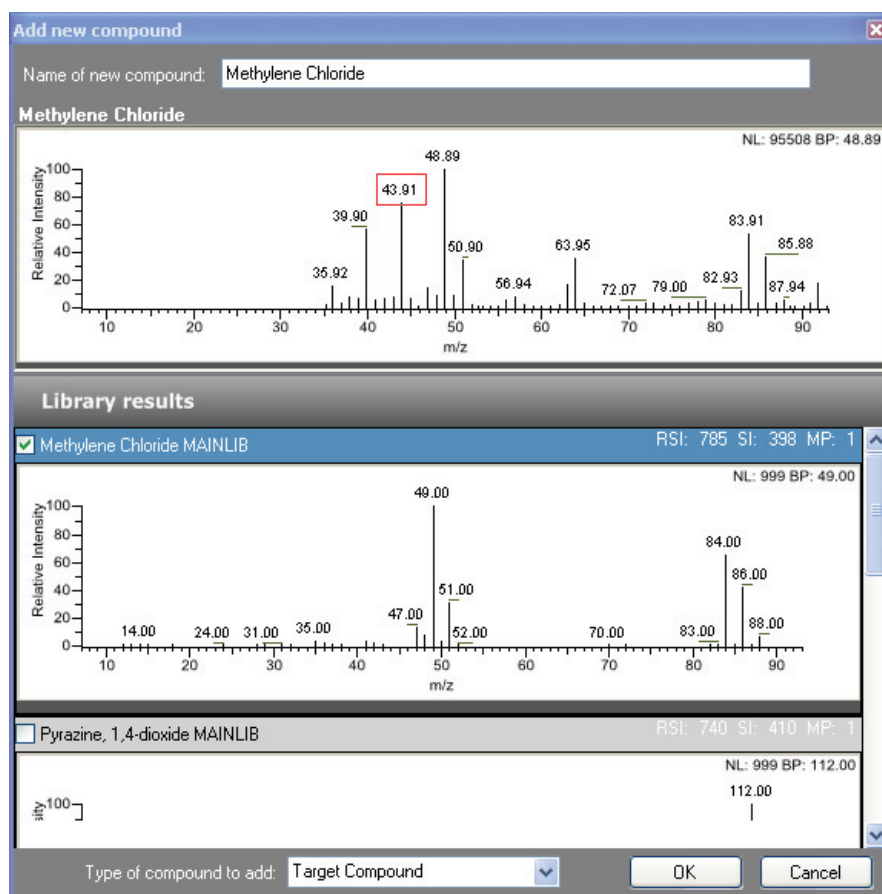 Add new compound
Name of new compound: Methylene Chloride
Methylene Chloride
NL: 95508 BP: 48.89
Relative Intensity
100
80
60
40
20
0
48.89
43.91
39.90
35.92
50.90
56.94
63.95
72.07
79.00
82.93
83.91
85.88
87.94
10 20 30 40 50 60 70 80 90
m/z
Library results
Methylene Chloride MAINLIB RSI: 785 SI: 398 MP: 1
NL: 999 BP: 49.00
Relative Intensity
100
80
60
40
20
0
49.00
84.00
51.00
86.00
47.00
14.00
24.00
31.00
35.00
52.00
70.00
83.00
88.00
10 20 30 40 50 60 70 80 90
m/z
Pyrazine, 1,4-dioxide MAINLIB RSI: 740 SI: 410 MP: 1
NL: 999 BP: 112.00
112.00
sity
100
Type of compound to add: Target Compound OK Cancel